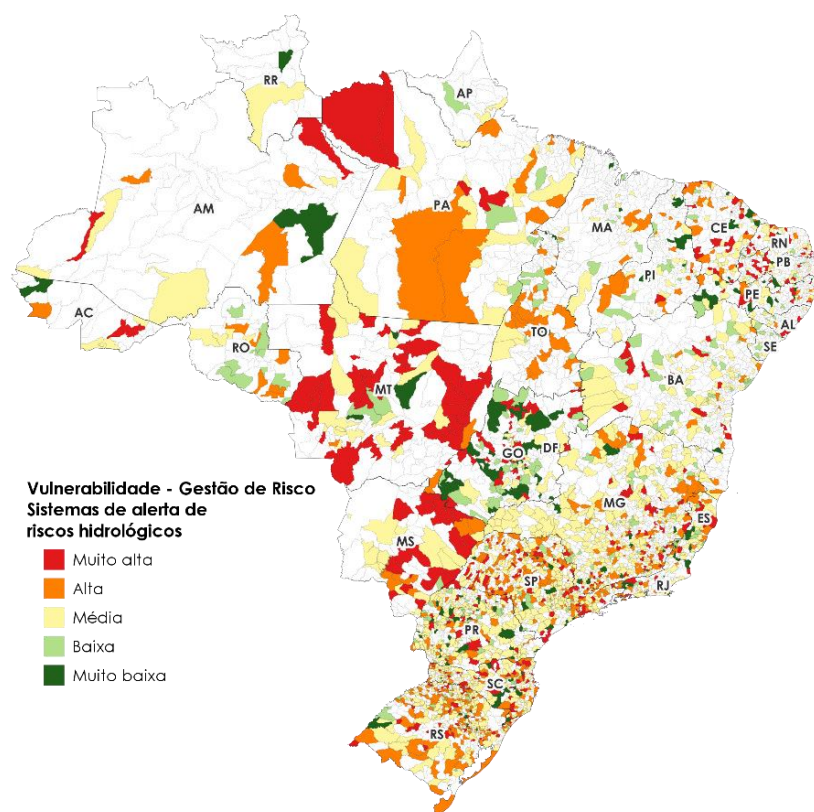 RR
AP
AM
PA
MA
CE
RN
PB
PI
PE
AC
AL
TO
SE
RO
BA
MT
GO
DF
Vulnerabilidade - Gestão de Risco
Sistemas de alerta de
riscos hidrológicos
MG
ES
MS
Muito alta
Alta
SP
RJ
Média
PR
Baixa
Muito baixa
SC
RS